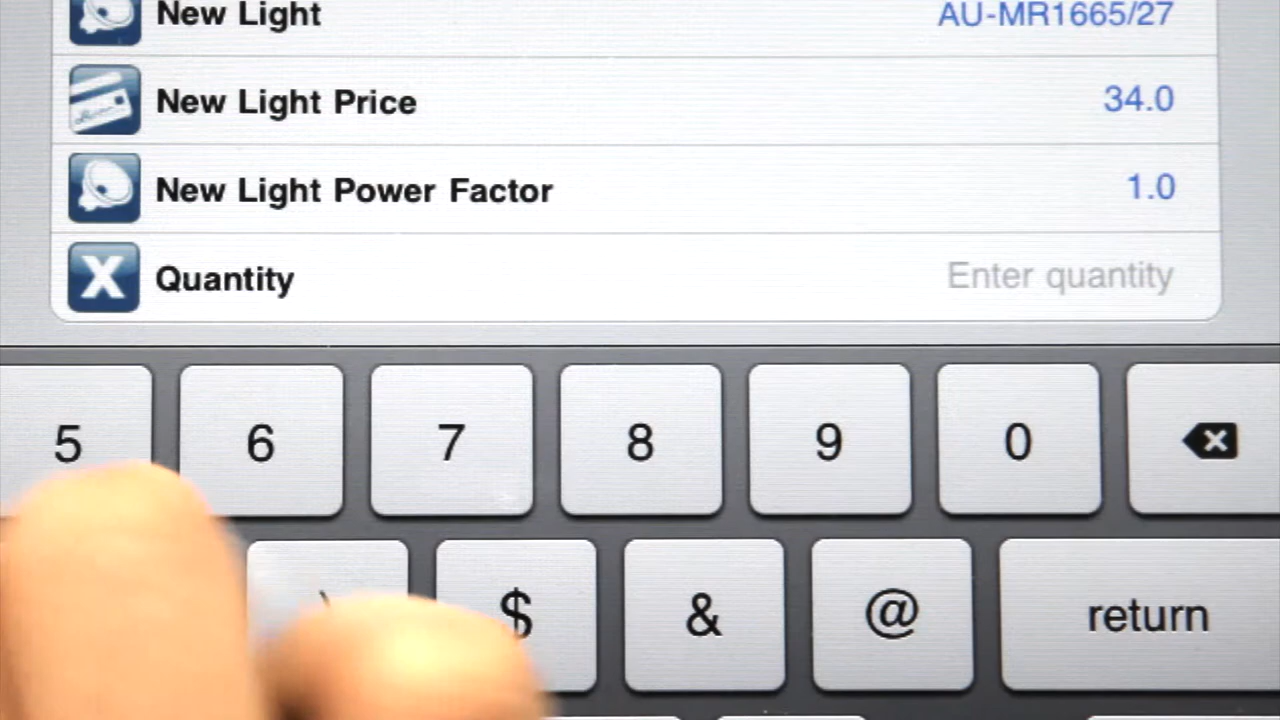 New Light AU-MR1665/27
New Light Price 34.0
New Light Power Factor 1.0
X Quantity Enter quantity
5 6 7 8 9 0
$ & @ return